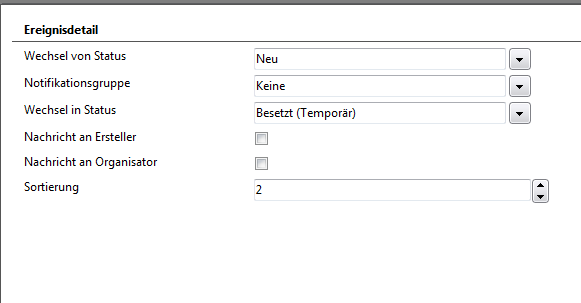 Ereignisdetail
Wechsel von Status Neu
Notifikationsgruppe Keine
Wechsel in Status Besetzt (Temporär)
Nachricht an Ersteller
Nachricht an Organisator
Sortierung 2